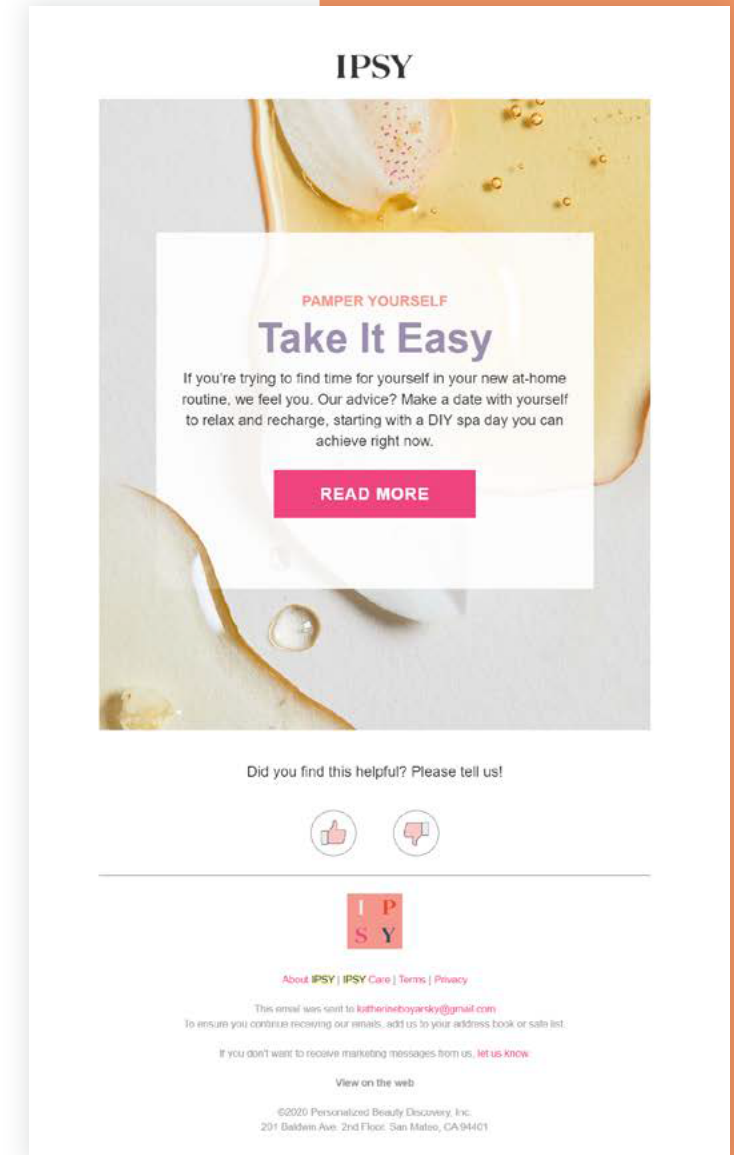 IPSY
PAMPER YOURSELF
Take It Easy
If you're trying to find time for yourself in your new at-home
routine, we feel you. Our advice? Make a date with yourself
to relax and recharge, starting with a DIY spa day you can
achieve right now.
READ MORE
Did you find this helpful? Please tell us!
I P
S Y
About IPSY | IPSY Care | Terms | Privacy
This email was sent to katherineboyarsky@gmail.com
To ensure you continue receiving our emails, add us to your address book or safe list.
If you don't want to receive marketing messages from us, let us know.
View on the web
©2020 Personalized Beauty Discovery, Inc.
201 Baldwin Ave. 2nd Floor. San Mateo, CA 94401